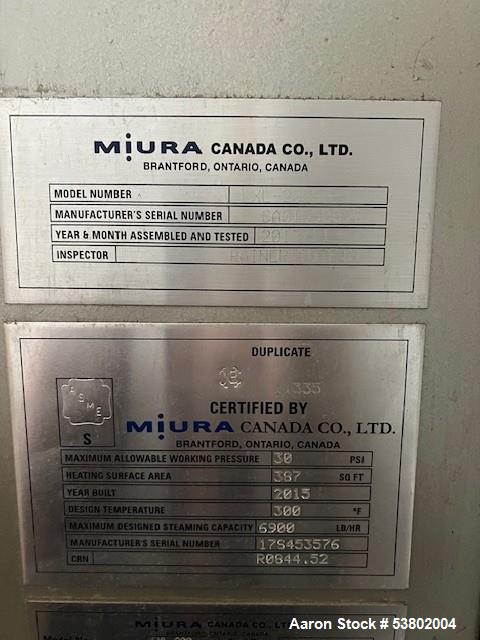 MIURA CANADA CO., LTD.
BRANTFORD, ONTARIO, CANADA
MODEL NUMBER
MANUFACTURER'S SERIAL NUMBER
YEAR & MONTH ASSEMBLED AND TESTED
INSPECTOR RAINER
DUPLICATE
ASME
S
CERTIFIED BY
MIURA CANADA CO., LTD.
BRANTFORD, ONTARIO, CANADA
MAXIMUM ALLOWABLE WORKING PRESSURE 30 PSI
HEATING SURFACE AREA 387 SQ FT
YEAR BUILT 2015
DESIGN TEMPERATURE 300 °F
MAXIMUM DESIGNED STEAMING CAPACITY 6900 LB/HR
MANUFACTURER'S SERIAL NUMBER 17S453576
CRN R0844.52
MIURA CANADA CO., LTD.
Aaron Stock # 53802004